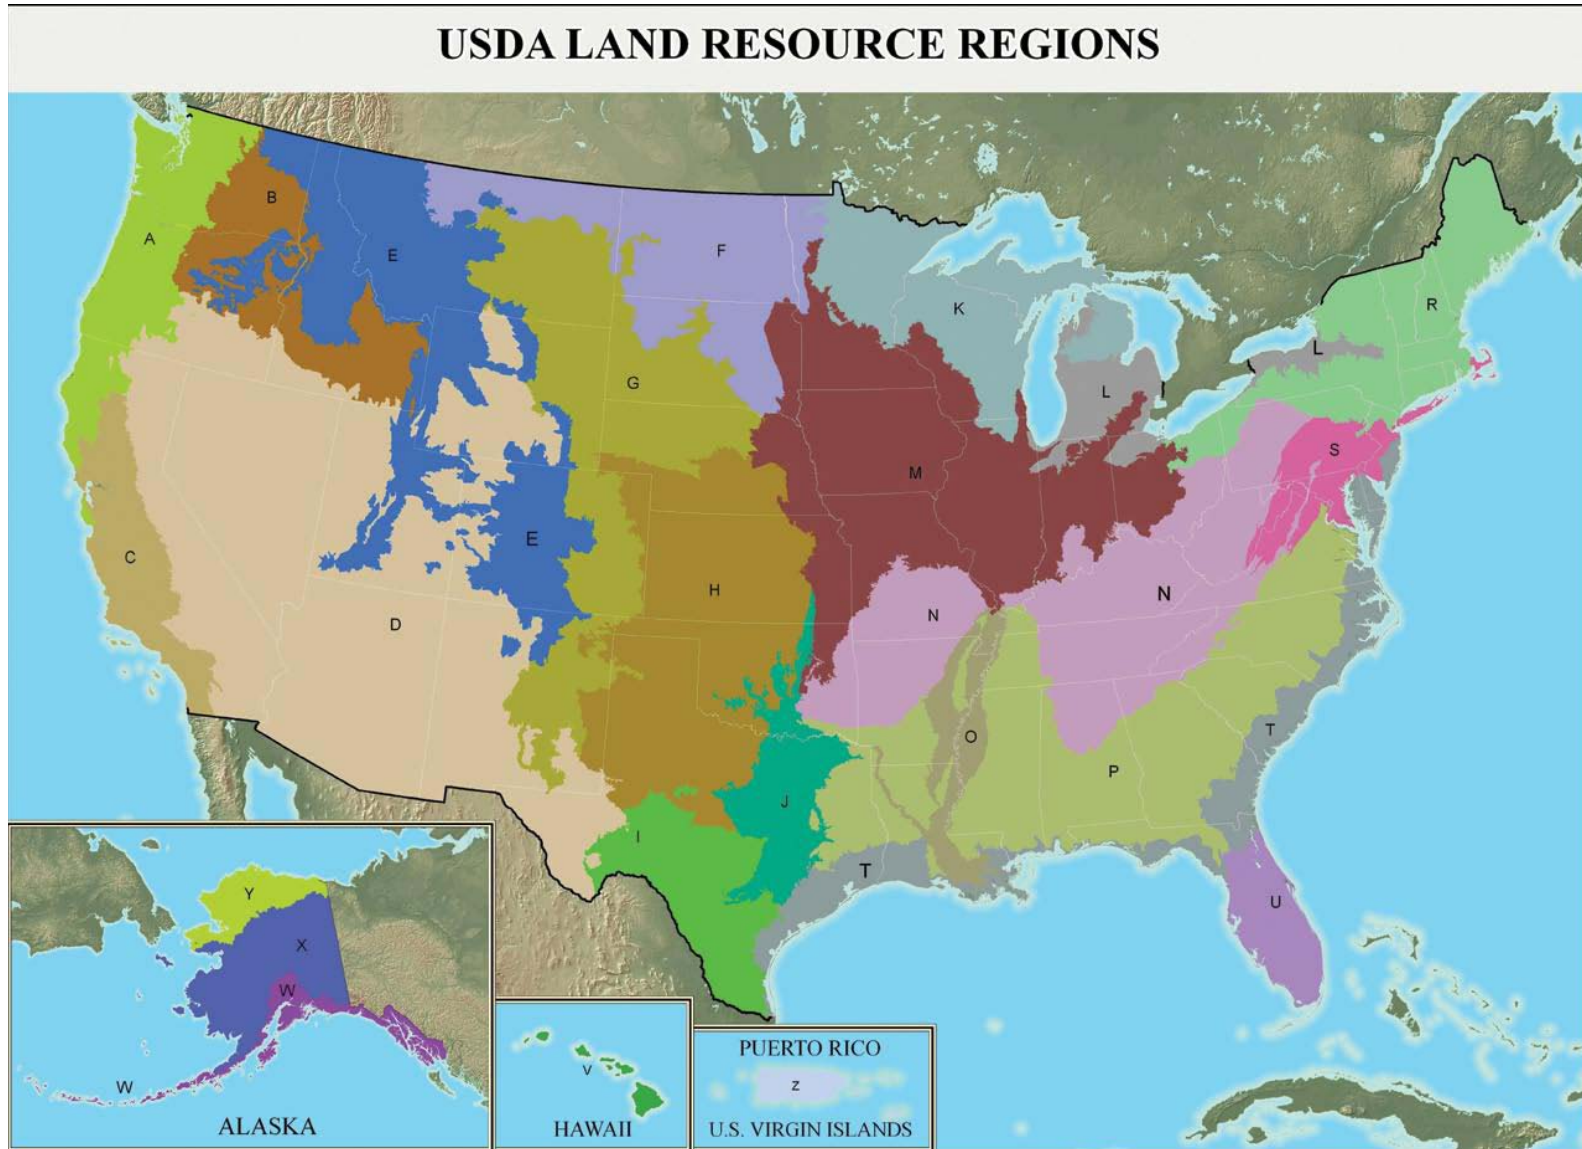 USDA LAND RESOURCE REGIONS
A
B
E
F
K
R
L
G
L
S
M
E
C
H
N
N
D
O
T
P
J
I
T
U
Y
X
W
W
ALASKA
V
HAWAII
PUERTO RICO
Z
U.S. VIRGIN ISLANDS